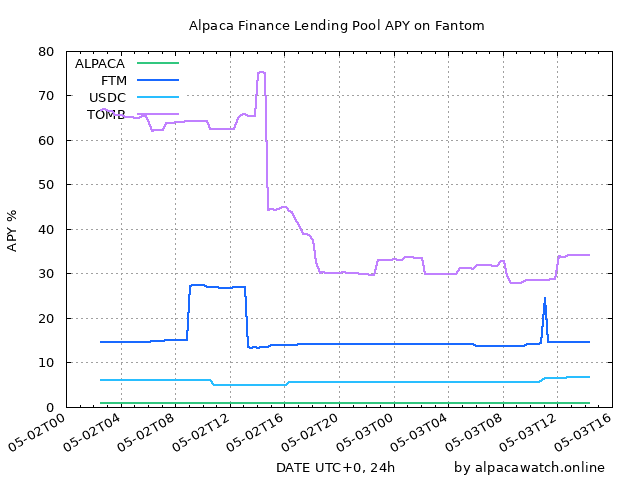 Alpaca Finance Lending Pool APY on Fantom
80
70
60
50
40
30
20
10
0
APY %
ALPACA
FTM
USDC
TOMB
05-02T00
05-02T04
05-02T08
05-02T12
05-02T16
05-02T20
05-03T00
05-03T04
05-03T08
05-03T12
05-03T16
DATE UTC+0, 24h
by alpacawatch.online